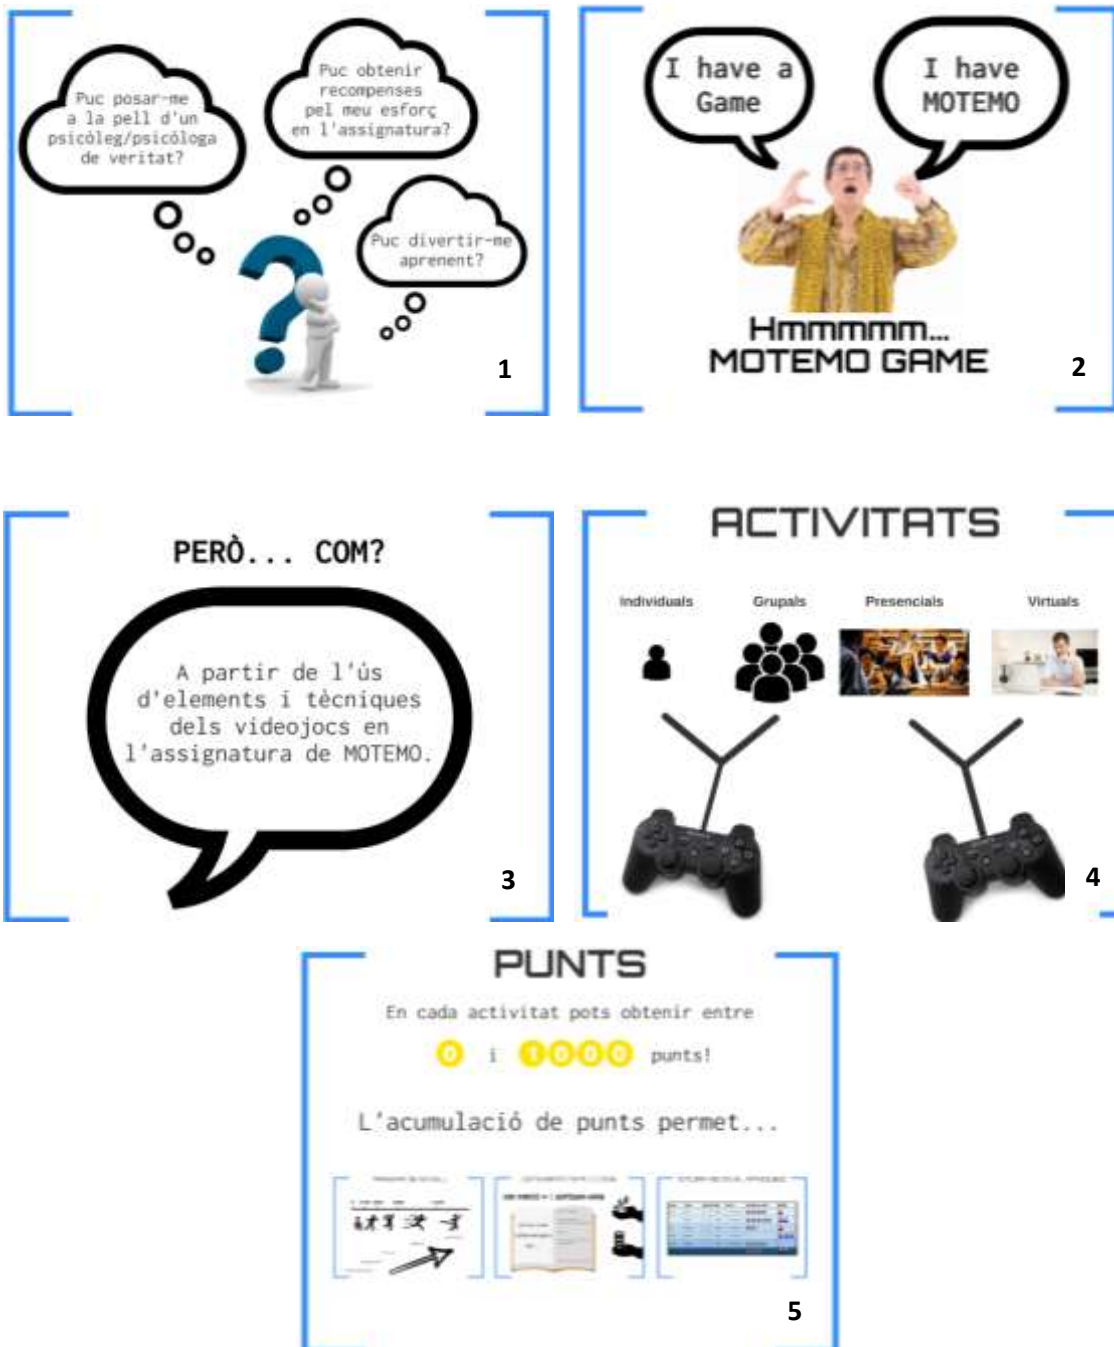 Puc posar-me
a la pell d'un
psicòleg/psicòloga
de veritat?
Puc obtenir
recompenses
pel meu esforç
en l'assignatura?
Puc divertir-me
aprenent?
1
I have a
Game
I have
MOTEMO
Hmmmmm...
MOTEMO GAME
2
PERÒ... COM?
A partir de l'ús
d'elements i tècniques
dels videojocs en
l'assignatura de MOTEMO.
3
ACTIVITATS
Individuals Grupals Presencials Virtuals
4
PUNTS
En cada activitat pots obtenir entre
0 i 1000 punts!
L'acumulació de punts permet...
5